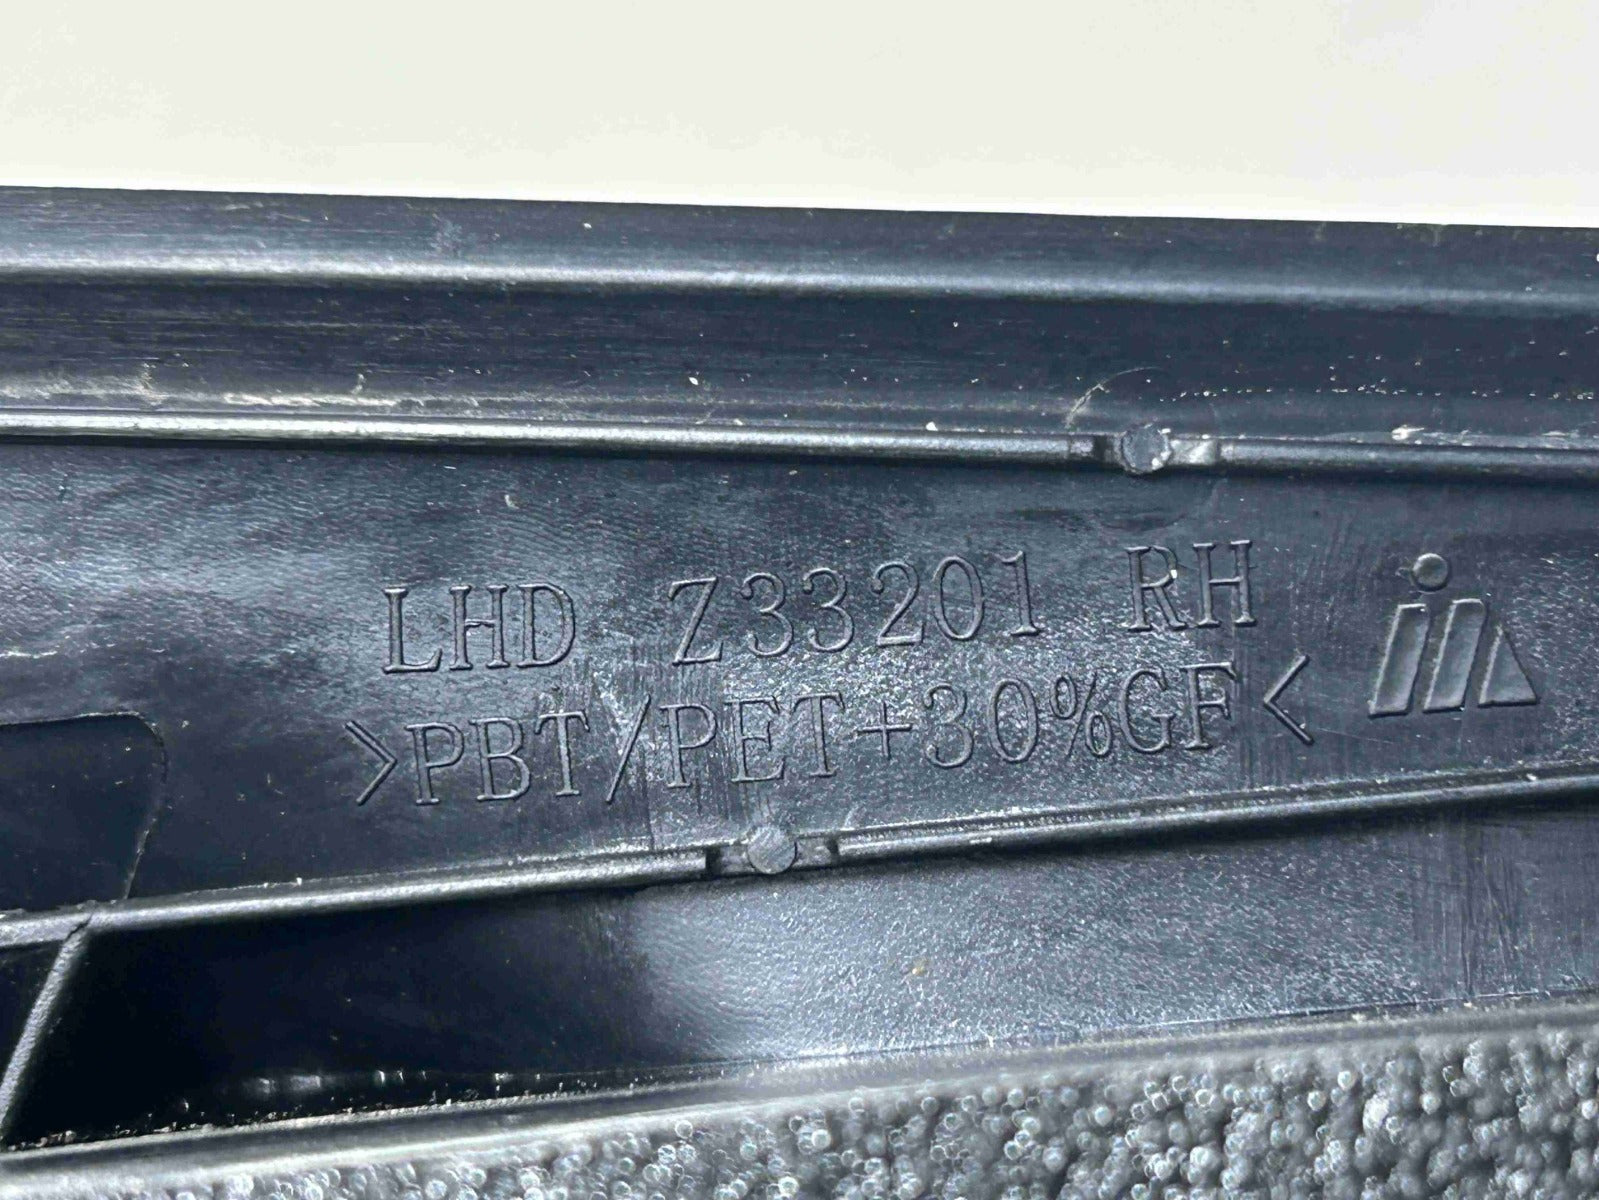 LHD Z33201 RH
>PBT/PET+30%GF<